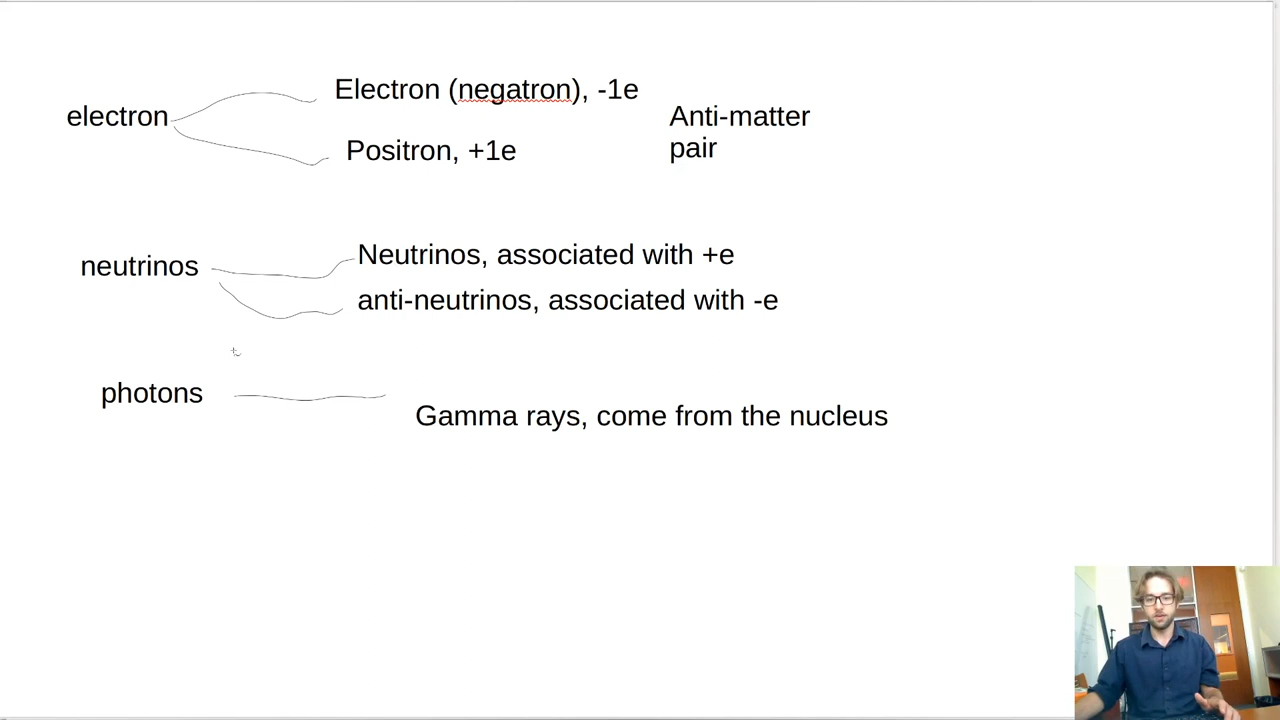 electron
Electron (negatron), -1e
Positron, +1e
Anti-matter
pair
neutrinos
Neutrinos, associated with +e
anti-neutrinos, associated with -e
photons
Gamma rays, come from the nucleus